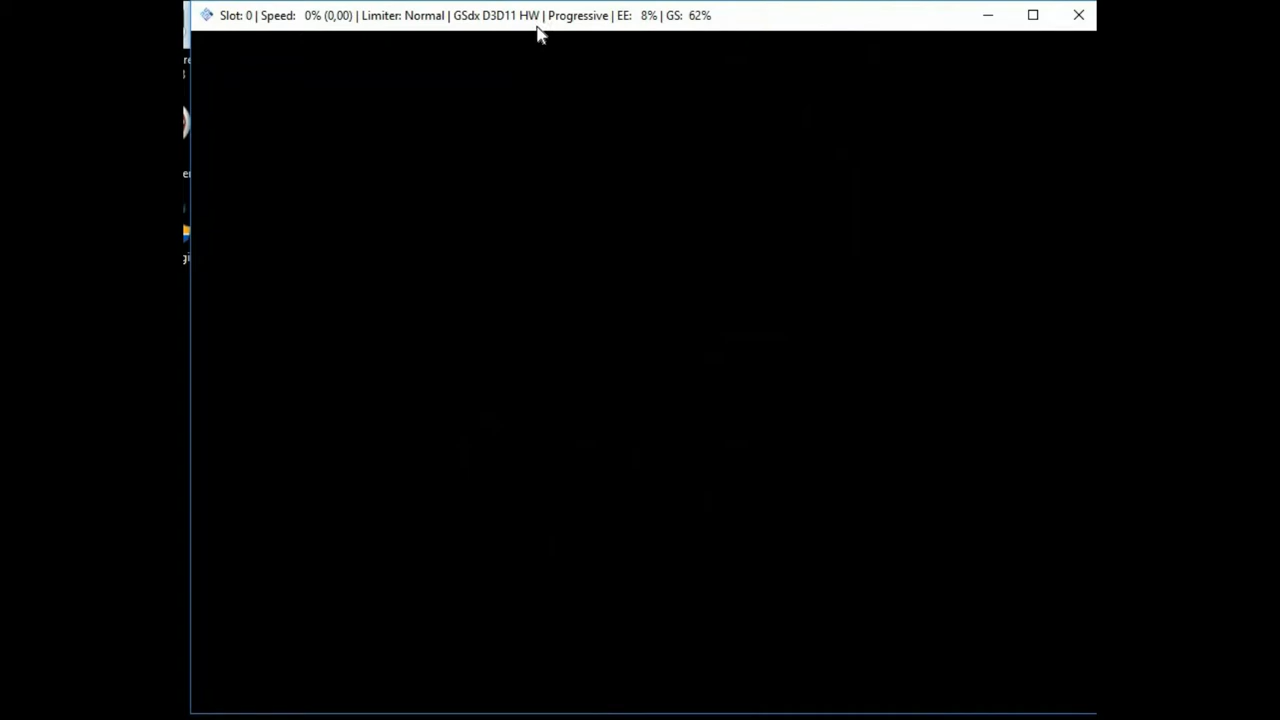 Slot: 0 | Speed: 0% (0,00) | Limiter: Normal | GSdx D3D11 HW | Progressive | EE: 8% | GS: 62%